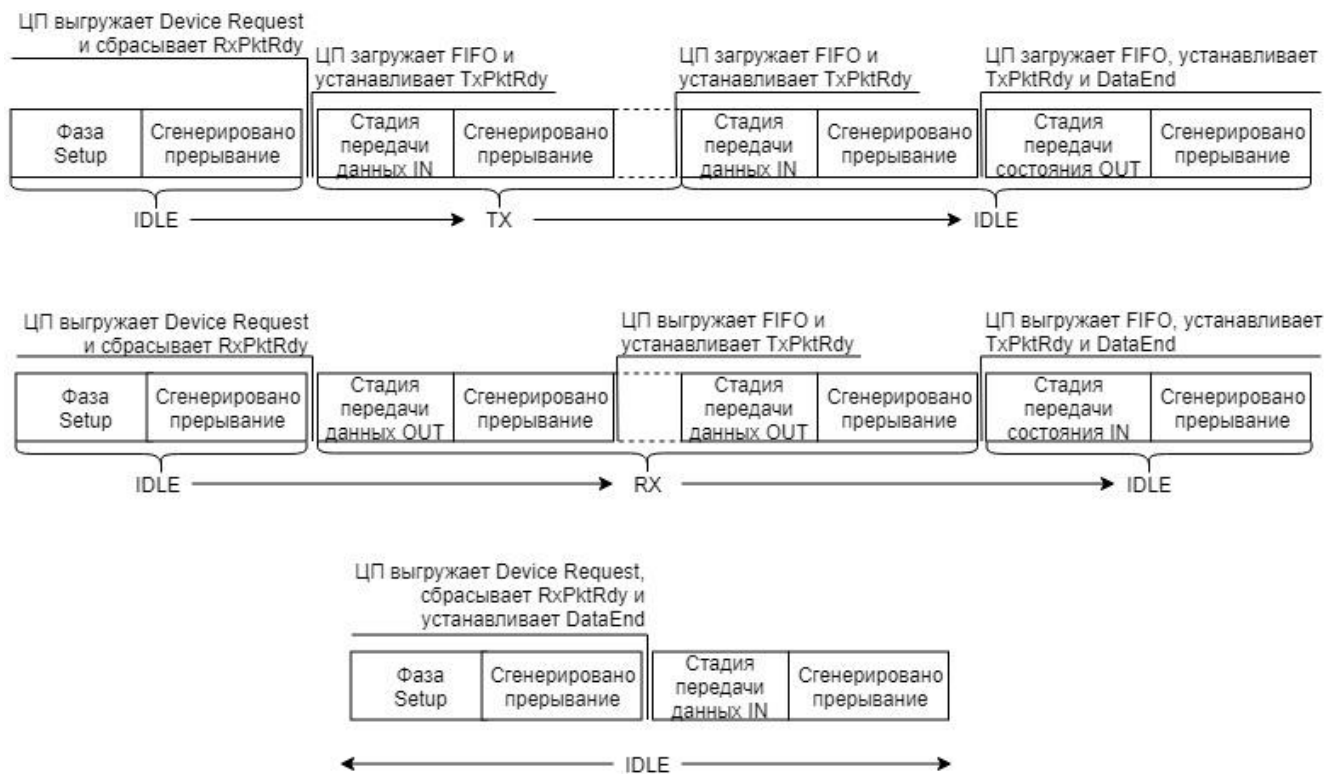 ЦП выгружает Device Request
и сбрасывает RxPktRdy
ЦП загружает FIFO и
устанавливает TxPktRdy
ЦП загружает FIFO и
устанавливает TxPktRdy
ЦП загружает FIFO, устанавливает
TxPktRdy и DataEnd
Фаза
Setup
Сгенерировано
прерывание
Стадия
передачи
данных IN
Сгенерировано
прерывание
Стадия
передачи
данных IN
Сгенерировано
прерывание
Стадия
передачи
состояния OUT
Сгенерировано
прерывание
IDLE
TX
IDLE
ЦП выгружает Device Request
и сбрасывает RxPktRdy
ЦП выгружает FIFO и
устанавливает TxPktRdy
ЦП выгружает FIFO, устанавливает
TxPktRdy и DataEnd
Фаза
Setup
Сгенерировано
прерывание
Стадия
передачи
данных OUT
Сгенерировано
прерывание
Стадия
передачи
данных OUT
Сгенерировано
прерывание
Стадия
передачи
состояния IN
Сгенерировано
прерывание
IDLE
RX
IDLE
ЦП выгружает Device Request,
сбрасывает RxPktRdy и
устанавливает DataEnd
Фаза
Setup
Сгенерировано
прерывание
Стадия
передачи
данных IN
Сгенерировано
прерывание
IDLE